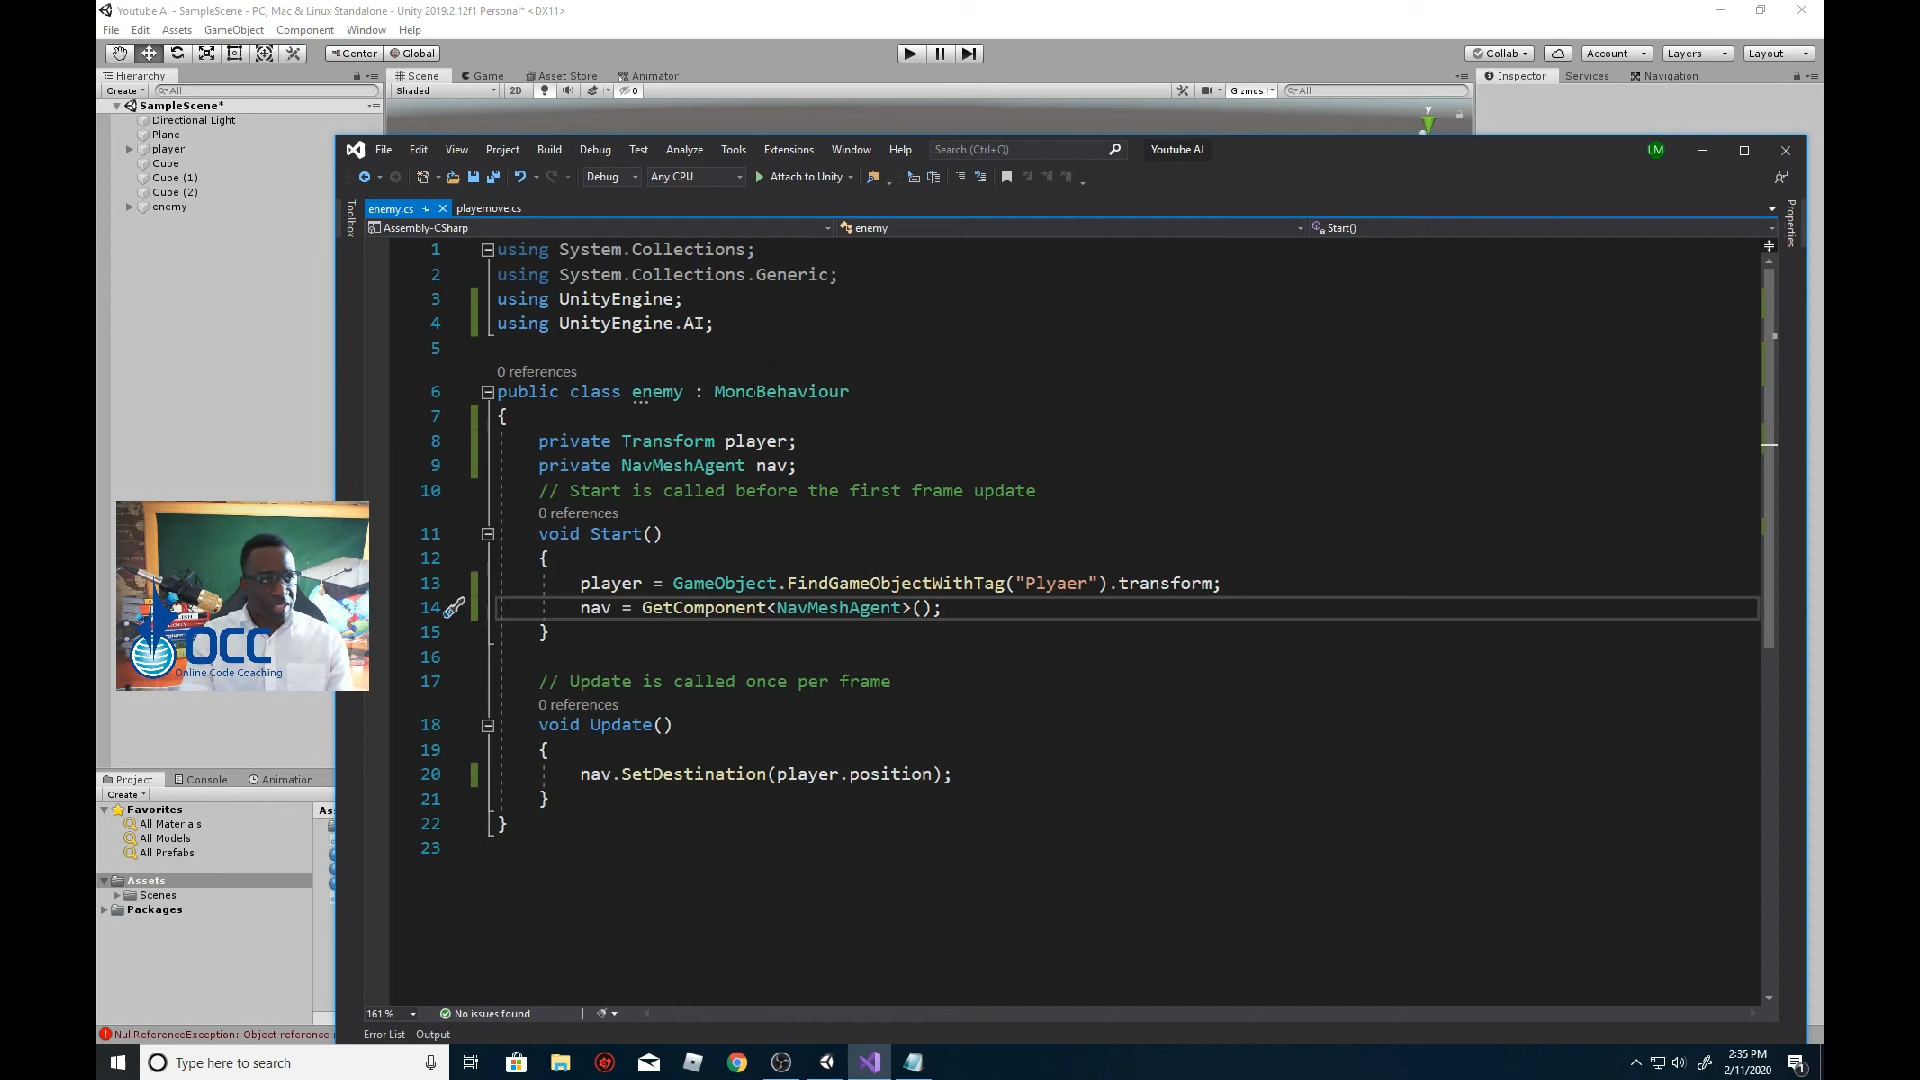 Youtube AI - SampleScene - PC, Mac & Linux Standalone - Unity 2019.2.12f1 Personal* <DX11>
File Edit Assets GameObject Component Window Help
Center Global Collab Account Layers Layout
Hierarchy Scene Game Asset Store Animator Inspector Services Navigation
Create All Shaded 2D 0 Gizmos All
SampleScene*
Directional Light
Plane
player
Cube
Cube (1)
Cube (2)
enemy
y
File Edit View Project Build Debug Test Analyze Tools Extensions Window Help Search (Ctrl+Q) Youtube AI LM
Debug Any CPU Attach to Unity
Toolbox
Properties
enemy.cs playemove.cs
Assembly-CSharp enemy Start()
1 using System.Collections;
2 using System.Collections.Generic;
3 using UnityEngine;
4 using UnityEngine.AI;
5
0 references
6 public class enemy : MonoBehaviour
7 {
8 private Transform player;
9 private NavMeshAgent nav;
10 // Start is called before the first frame update
0 references
11 void Start()
12 {
13 player = GameObject.FindGameObjectWithTag("Plyaer").transform;
14 nav = GetComponent<NavMeshAgent>();
15 }
16
17 // Update is called once per frame
0 references
18 void Update()
19 {
20 nav.SetDestination(player.position);
21 }
22 }
23
OCC
Online Code Coaching
Project Console Animation
Create
Favorites
All Materials
All Models
All Prefabs
Assets
Scenes
Packages
As
161 % No issues found
Error List Output
NullReferenceException: Object reference
Type here to search
2:35 PM
2/11/2020
1